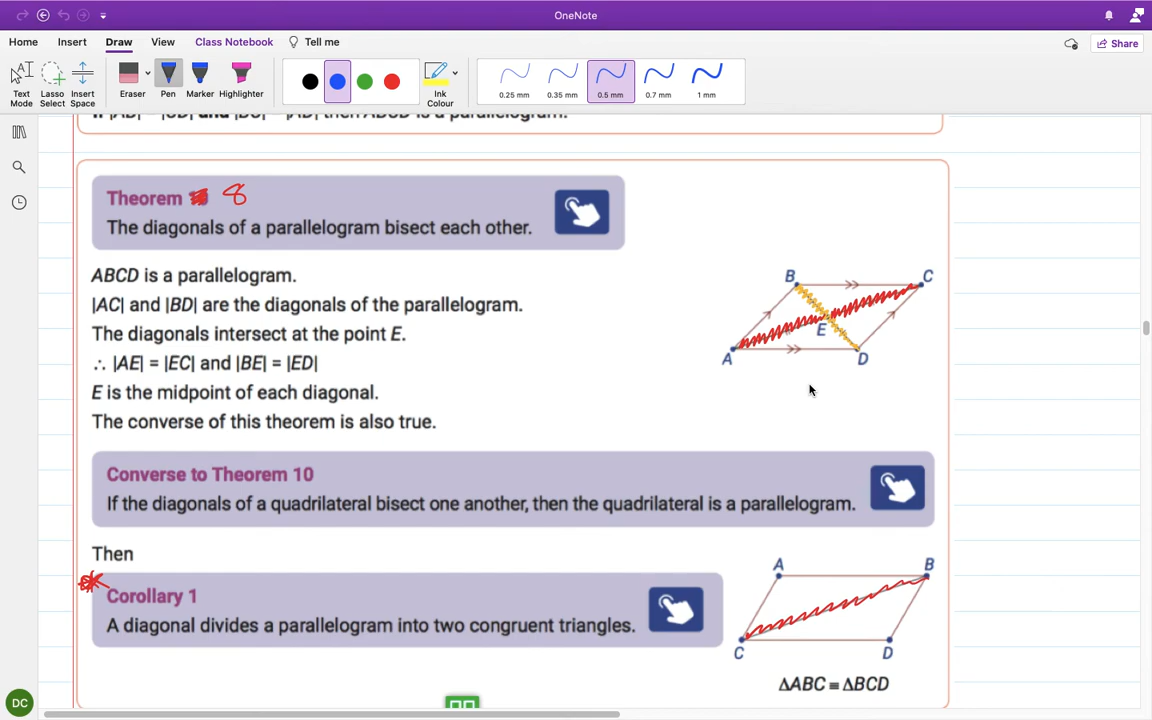 OneNote
Home Insert Draw View Class Notebook Tell me
Share
Text Mode
Lasso Select
Insert Space
Eraser
Pen
Marker
Highlighter
Ink Colour
0.25 mm
0.35 mm
0.5 mm
0.7 mm
1 mm
then ABCD is a parallelogram.
Theorem 8
The diagonals of a parallelogram bisect each other.
ABCD is a parallelogram.
|AC| and |BD| are the diagonals of the parallelogram.
The diagonals intersect at the point E.
∴ |AE| = |EC| and |BE| = |ED|
E is the midpoint of each diagonal.
The converse of this theorem is also true.
B
C
E
A
D
Converse to Theorem 10
If the diagonals of a quadrilateral bisect one another, then the quadrilateral is a parallelogram.
Then
Corollary 1
A diagonal divides a parallelogram into two congruent triangles.
A
B
C
D
ΔABC ≡ ΔBCD
DC